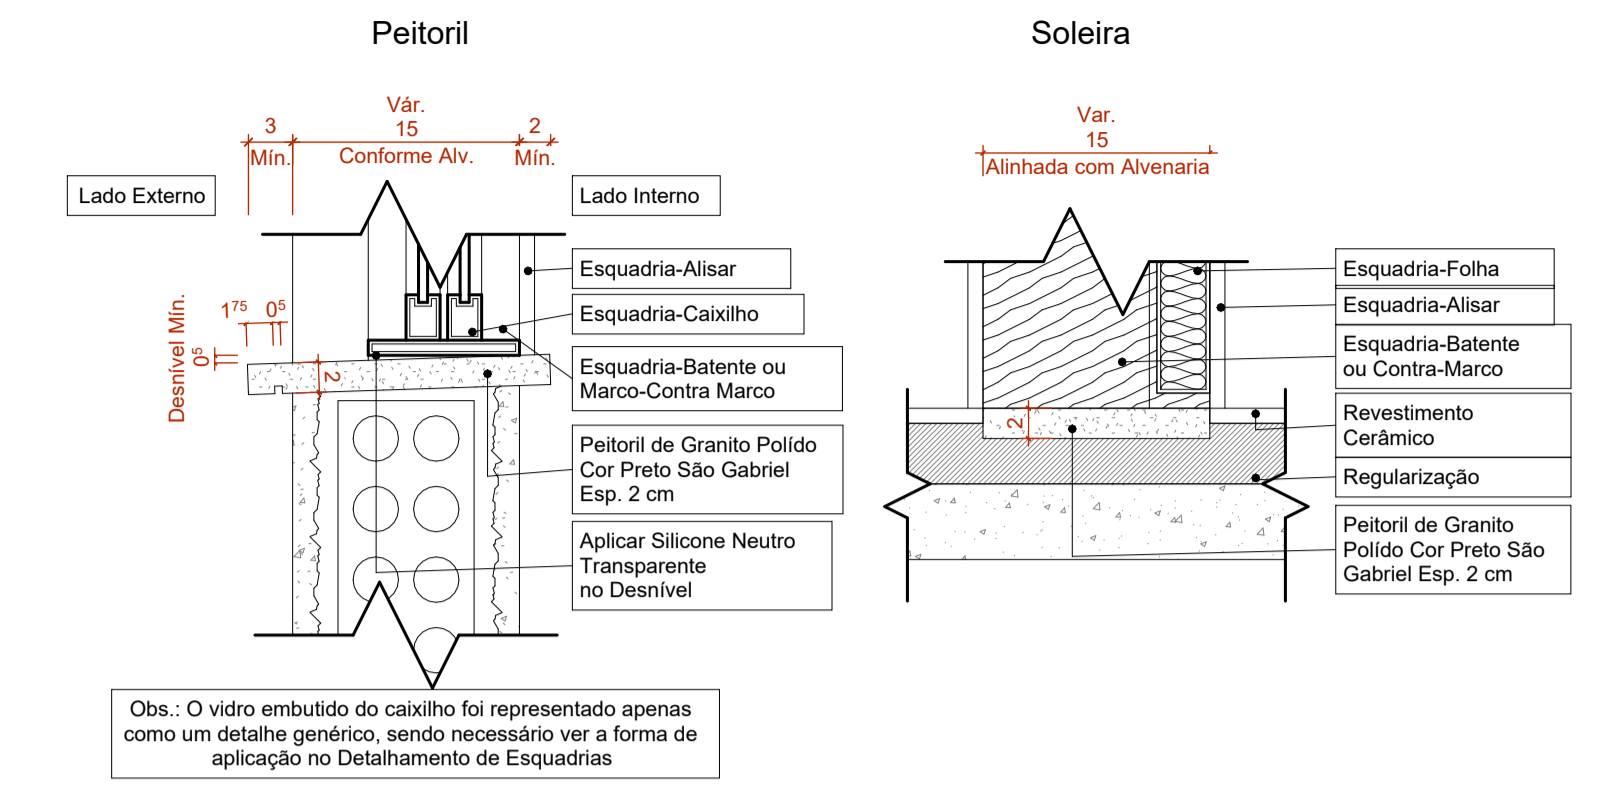 Peitoril
Vár.
3
15
2
Mín.
Conforme Alv.
Mín.
Lado Externo
Lado Interno
Esquadria-Alisar
Esquadria-Caixilho
Esquadria-Batente ou
Marco-Contra Marco
Peitoril de Granito Polído
Cor Preto São Gabriel
Esp. 2 cm
Aplicar Silicone Neutro
Transparente
no Desnível
Desnível Mín.
1⁷⁵
0⁵
0⁵
2
Obs.: O vidro embutido do caixilho foi representado apenas
como um detalhe genérico, sendo necessário ver a forma de
aplicação no Detalhamento de Esquadrias
Soleira
Var.
15
Alinhada com Alvenaria
Esquadria-Folha
Esquadria-Alisar
Esquadria-Batente
ou Contra-Marco
Revestimento
Cerâmico
Regularização
Peitoril de Granito
Polído Cor Preto São
Gabriel Esp. 2 cm
2